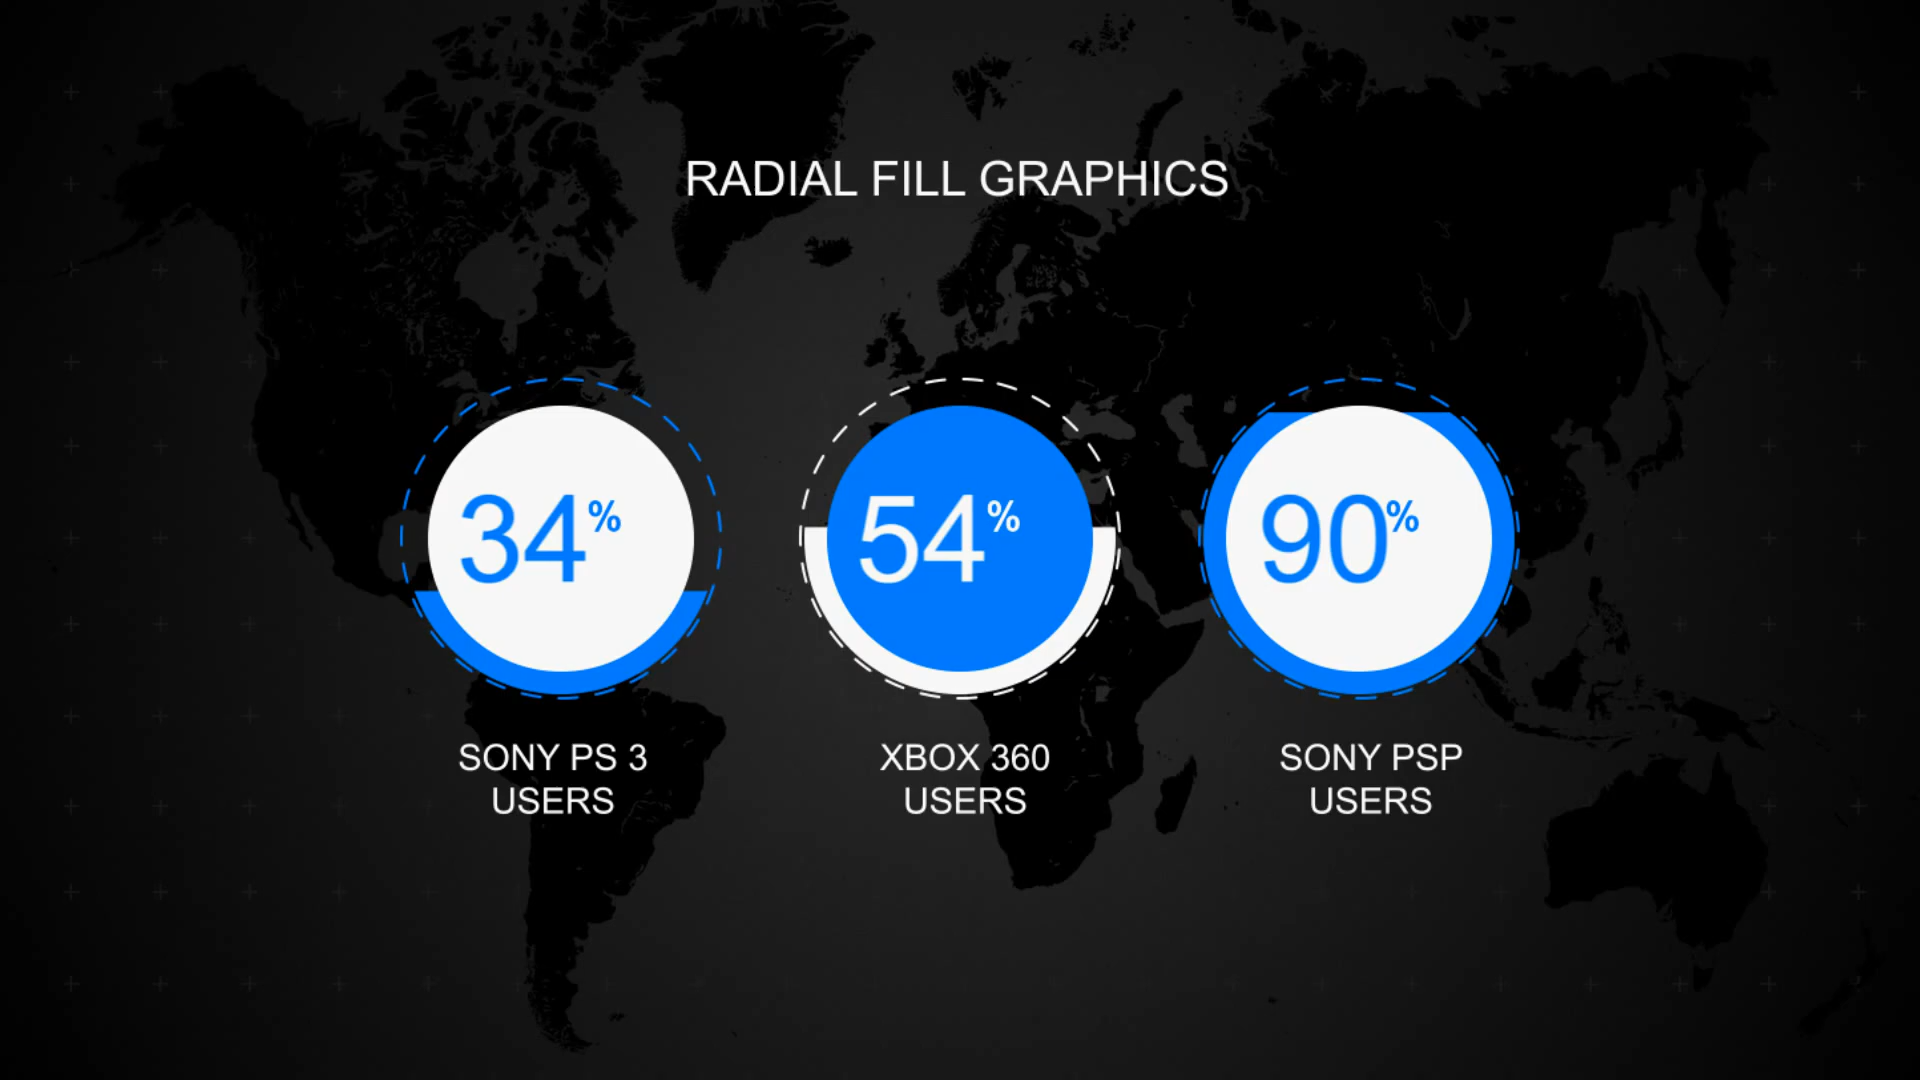 RADIAL FILL GRAPHICS
34%
54%
90%
SONY PS 3
USERS
XBOX 360
USERS
SONY PSP
USERS